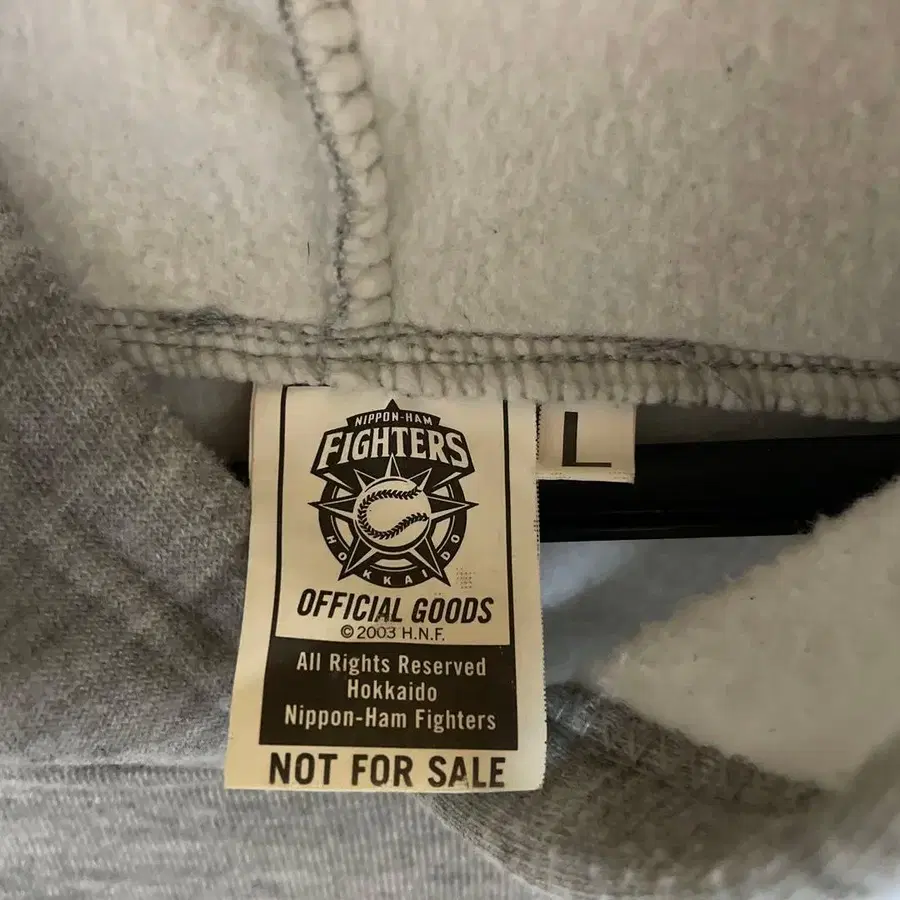 NIPPON-HAM
FIGHTERS
HOKKAIDO
L
OFFICIAL GOODS
© 2003 H.N.F.
All Rights Reserved
Hokkaido
Nippon-Ham Fighters
NOT FOR SALE